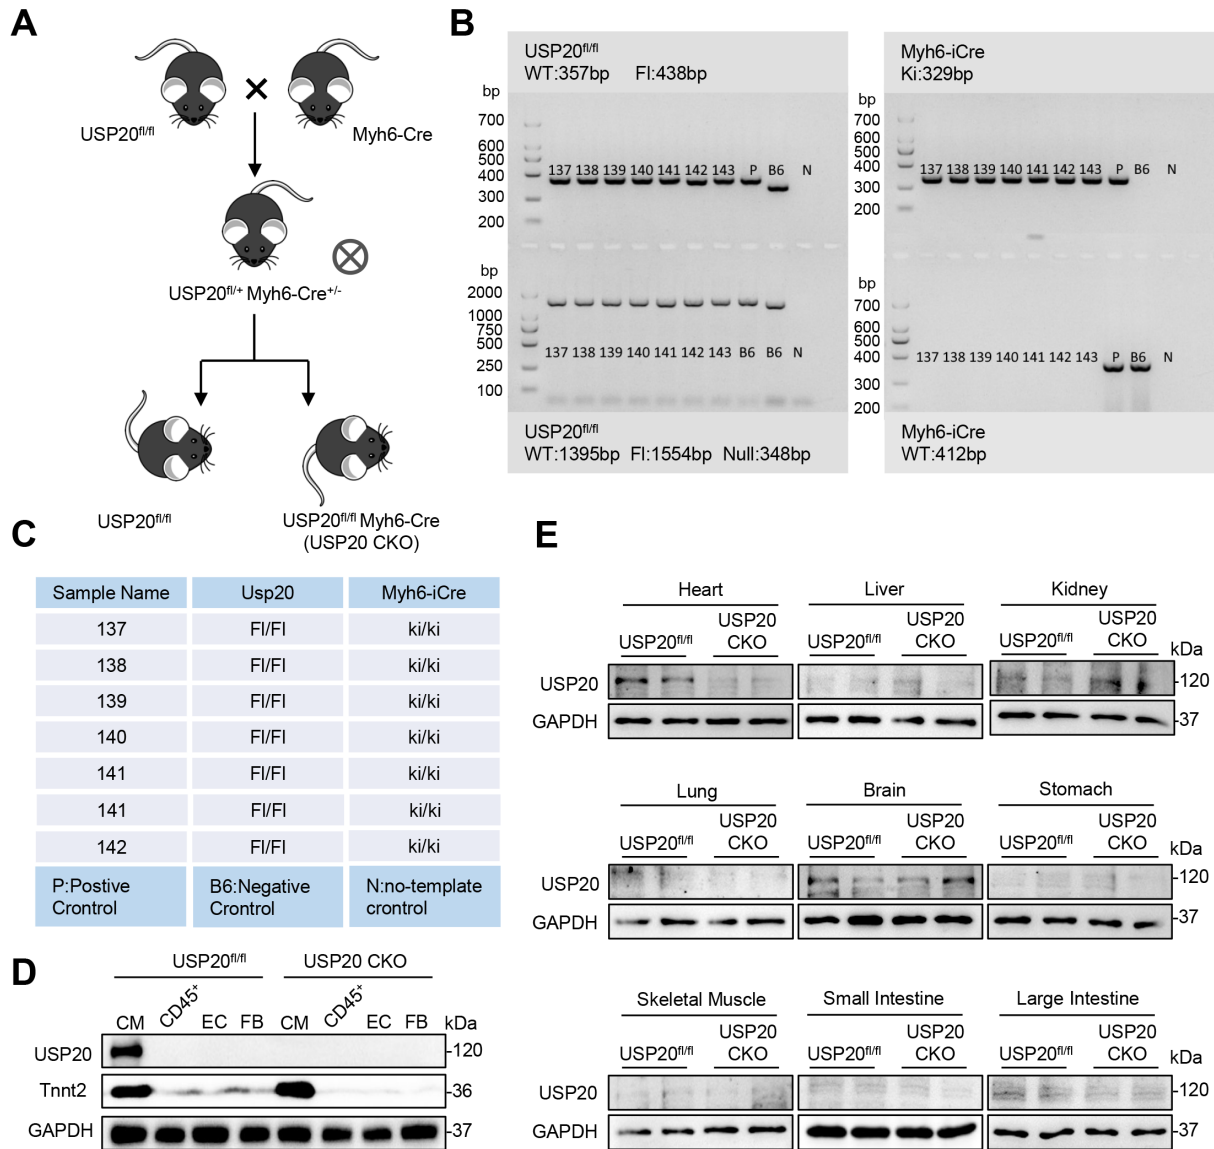 A
USP20fl/fl
Myh6-Cre
USP20fl/+ Myh6-Cre+/-
USP20fl/fl
USP20fl/fl Myh6-Cre
(USP20 CKO)
B
USP20fl/fl
WT:357bp Fl:438bp
bp
700
600
500
400
300
200
137 138 139 140 141 142 143 P B6 N
bp
2000
1000
750
500
250
100
137 138 139 140 141 142 143 B6 B6 N
USP20fl/fl
WT:1395bp Fl:1554bp Null:348bp
Myh6-iCre
Ki:329bp
bp
700
600
500
400
300
200
137 138 139 140 141 142 143 P B6 N
bp
700
600
500
400
300
200
137 138 139 140 141 142 143 P B6 N
Myh6-iCre
WT:412bp
C
Sample Name Usp20 Myh6-iCre
137 Fl/Fl ki/ki
138 Fl/Fl ki/ki
139 Fl/Fl ki/ki
140 Fl/Fl ki/ki
141 Fl/Fl ki/ki
141 Fl/Fl ki/ki
142 Fl/Fl ki/ki
P:Postive B6:Negative N:no-template
Crontrol Crontrol crontrol
D
USP20fl/fl USP20 CKO
CM CD45+ EC FB CM CD45+ EC FB kDa
USP20 -120
Tnnt2 -36
GAPDH -37
E
Heart Liver Kidney
USP20fl/fl USP20 CKO USP20fl/fl USP20 CKO USP20fl/fl USP20 CKO kDa
USP20 -120
GAPDH -37
Lung Brain Stomach
USP20fl/fl USP20 CKO USP20fl/fl USP20 CKO USP20fl/fl USP20 CKO kDa
USP20 -120
GAPDH -37
Skeletal Muscle Small Intestine Large Intestine
USP20fl/fl USP20 CKO USP20fl/fl USP20 CKO USP20fl/fl USP20 CKO kDa
USP20 -120
GAPDH -37